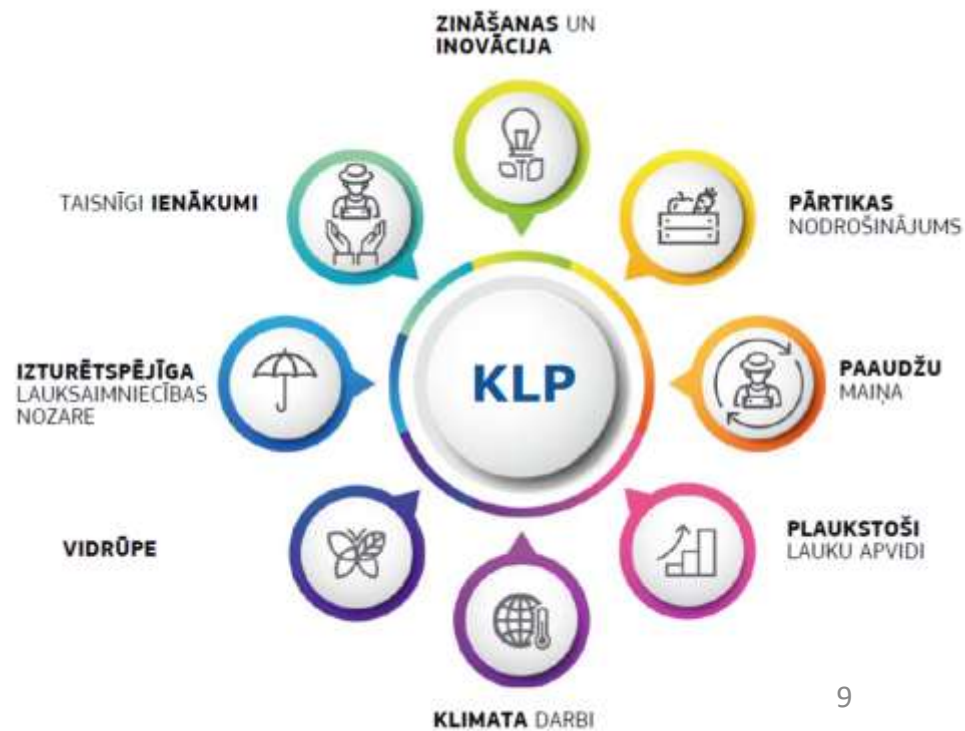 ZINĀŠANAS UN
INOVĀCIJA
TAISNĪGI IENĀKUMI
PĀRTIKAS
NODROŠINĀJUMS
KLP
IZTURĒTSPĒJĪGA
LAUKSAIMNIECĪBAS
NOZARE
PAAUDŽU
MAIŅA
VIDRŪPE
PLAUKSTOŠI
LAUKU APVIDI
KLIMATA DARBI
9